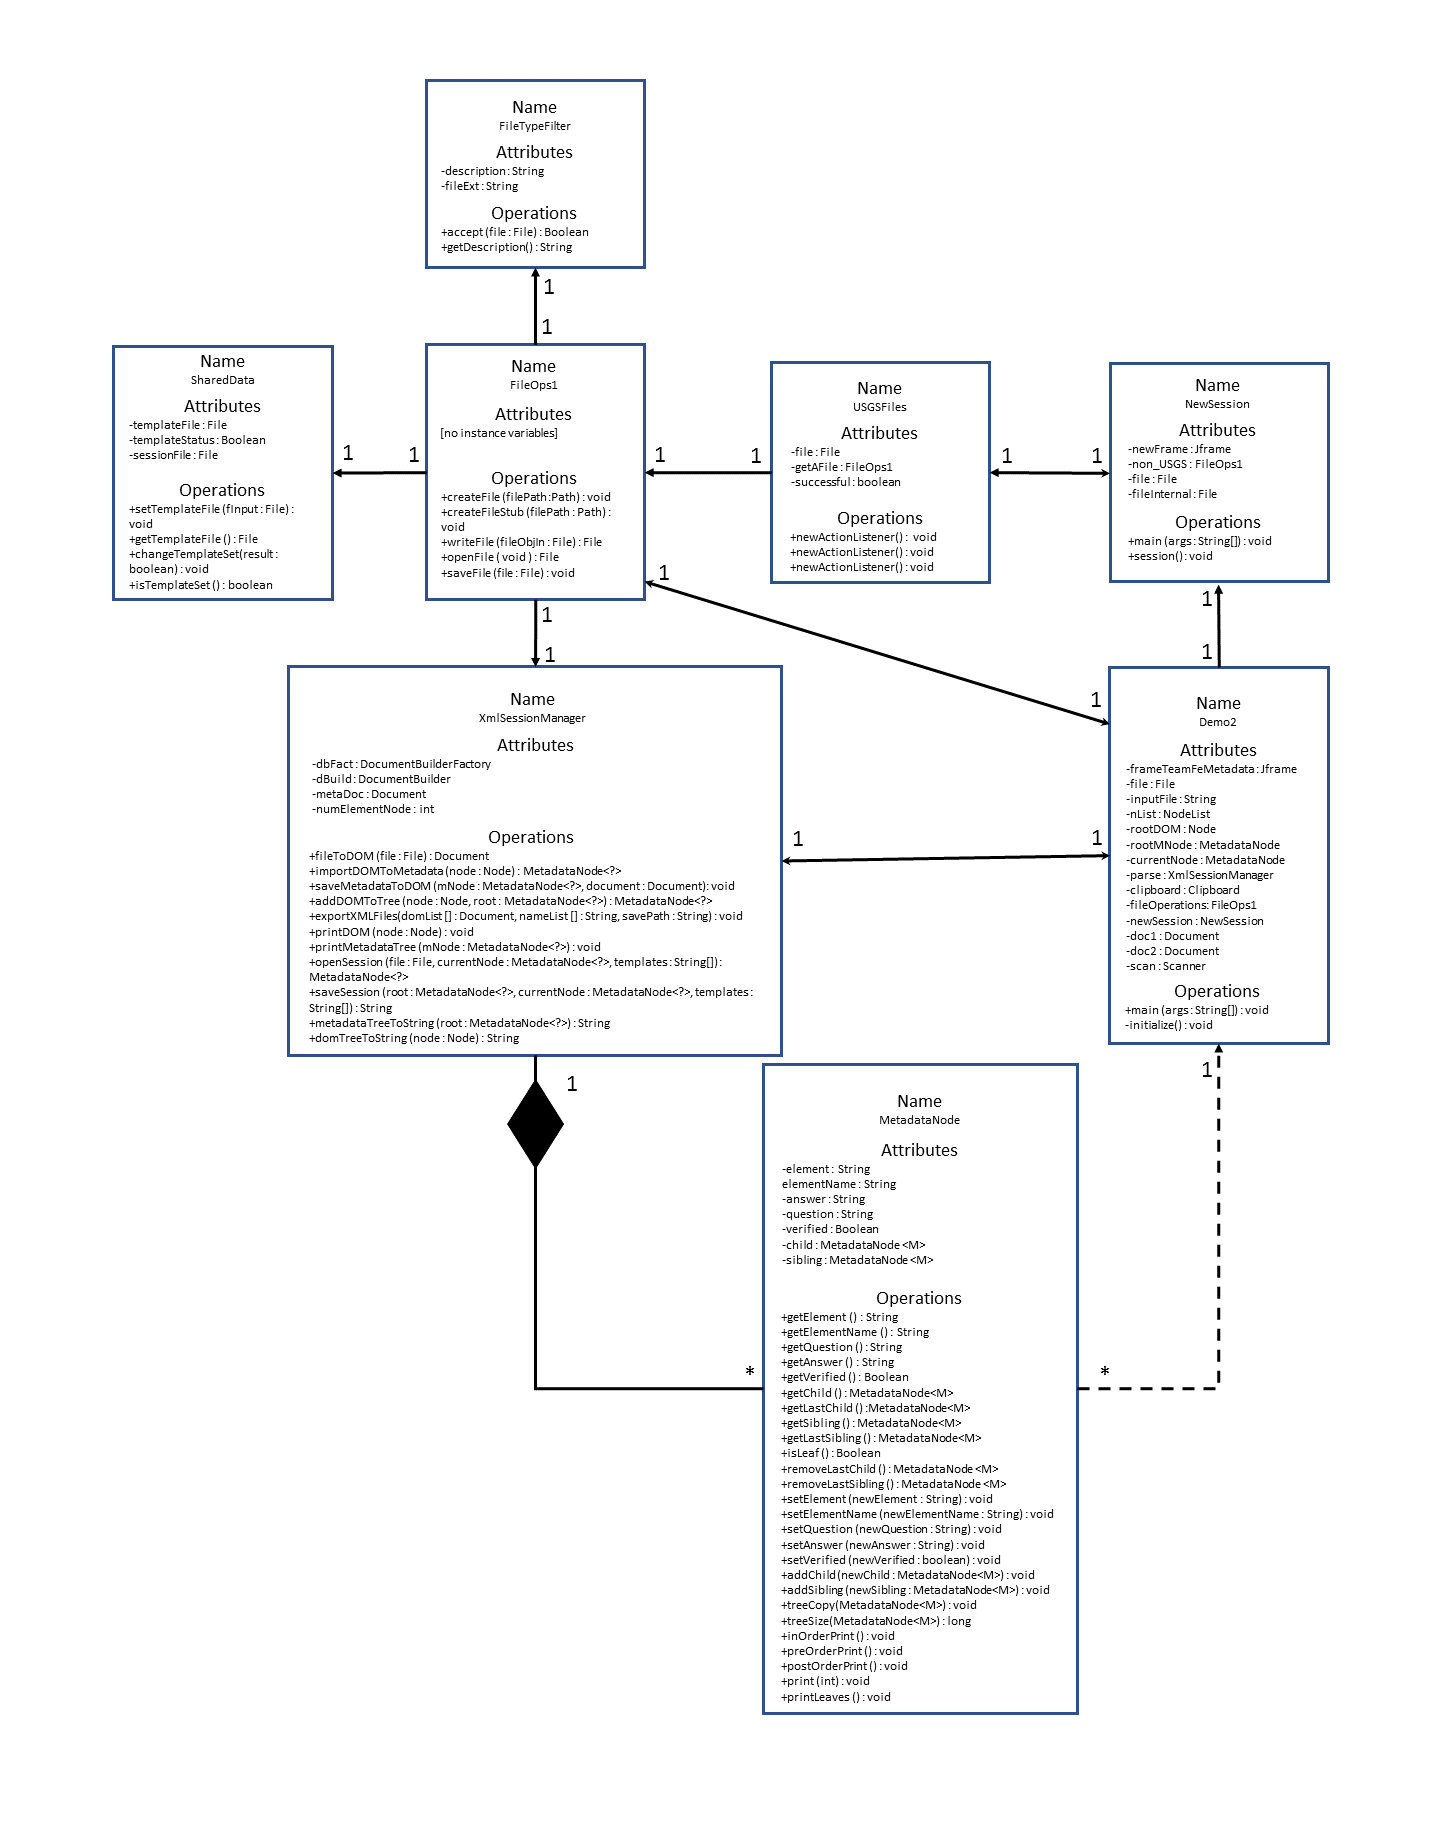 Name
FileTypeFilter
Attributes
-description: String
-fileExt: String
Operations
+accept (file: File): Boolean
+getDescription(): String
1
1
Name
SharedData
Attributes
-templateFile: File
-templateStatus: Boolean
-sessionFile: File
Operations
+setTemplateFile (fInput: File):
void
+getTemplateFile (): File
+changeTemplateSet(result:
boolean): void
+isTemplateSet (): boolean
1
1
Name
FileOps1
Attributes
[no instance variables]
Operations
+createFile (filePath:Path): void
+createFileStub (filePath: Path):
void
+writeFile (fileObjIn: File): File
+openFile ( void ): File
+saveFile (file: File): void
1
1
Name
USGSFiles
Attributes
-file: File
-getAFile: FileOps1
-successful: boolean
Operations
+newActionListener(): void
+newActionListener(): void
+newActionListener(): void
1
1
Name
NewSession
Attributes
-newFrame: Jframe
-non_USGS: FileOps1
-file: File
-fileInternal: File
Operations
+main (args: String[]): void
+session(): void
1
1
1
1
1
1
Name
XmlSessionManager
Attributes
-dbFact: DocumentBuilderFactory
-dBuild: DocumentBuilder
-metaDoc: Document
-numElementNode: int
Operations
+fileToDOM (file: File): Document
+importDOMToMetadata (node: Node): MetadataNode<?>
+saveMetadataToDOM (mNode: MetadataNode<?>, document: Document): void
+addDOMToTree (node: Node, root: MetadataNode<?>): MetadataNode<?>
+exportXMLFiles(domList []: Document, nameList []: String, savePath: String): void
+printDOM (node: Node): void
+printMetadataTree (mNode: MetadataNode<?>): void
+openSession (file: File, currentNode: MetadataNode<?>, templates: String[]):
MetadataNode<?>
+saveSession (root: MetadataNode<?>, currentNode: MetadataNode<?>, templates:
String[]): String
+metadataTreeToString (root: MetadataNode<?>): String
+domTreeToString (node: Node): String
1
1
Name
Demo2
Attributes
-frameTeamFeMetadata: Jframe
-file: File
-inputFile: String
-nList: NodeList
-rootDOM: Node
-rootMNode: MetadataNode
-currentNode: MetadataNode
-parse: XmlSessionManager
-clipboard: Clipboard
-fileOperations: FileOps1
-newSession: NewSession
-doc1: Document
-doc2: Document
-scan: Scanner
Operations
+main (args: String[]): void
-initialize(): void
1
1
Name
MetadataNode
Attributes
-element: String
elementName: String
-answer: String
-question: String
-verified: Boolean
-child: MetadataNode <M>
-sibling: MetadataNode <M>
Operations
+getElement (): String
+getElementName (): String
+getQuestion (): String
+getAnswer (): String
+getVerified (): Boolean
+getChild (): MetadataNode<M>
+getLastChild ():MetadataNode<M>
+getSibling (): MetadataNode<M>
+getLastSibling (): MetadataNode<M>
+isLeaf (): Boolean
+removeLastChild (): MetadataNode <M>
+removeLastSibling (): MetadataNode <M>
+setElement (newElement: String): void
+setElementName (newElementName: String): void
+setQuestion (newQuestion: String): void
+setAnswer (newAnswer: String): void
+setVerified (newVerified: boolean): void
+addChild (newChild: MetadataNode<M>): void
+addSibling (newSibling: MetadataNode<M>): void
+treeCopy(MetadataNode<M>): void
+treeSize(MetadataNode<M>): long
+inOrderPrint (): void
+preOrderPrint (): void
+postOrderPrint (): void
+print (int): void
+printLeaves (): void
*
*